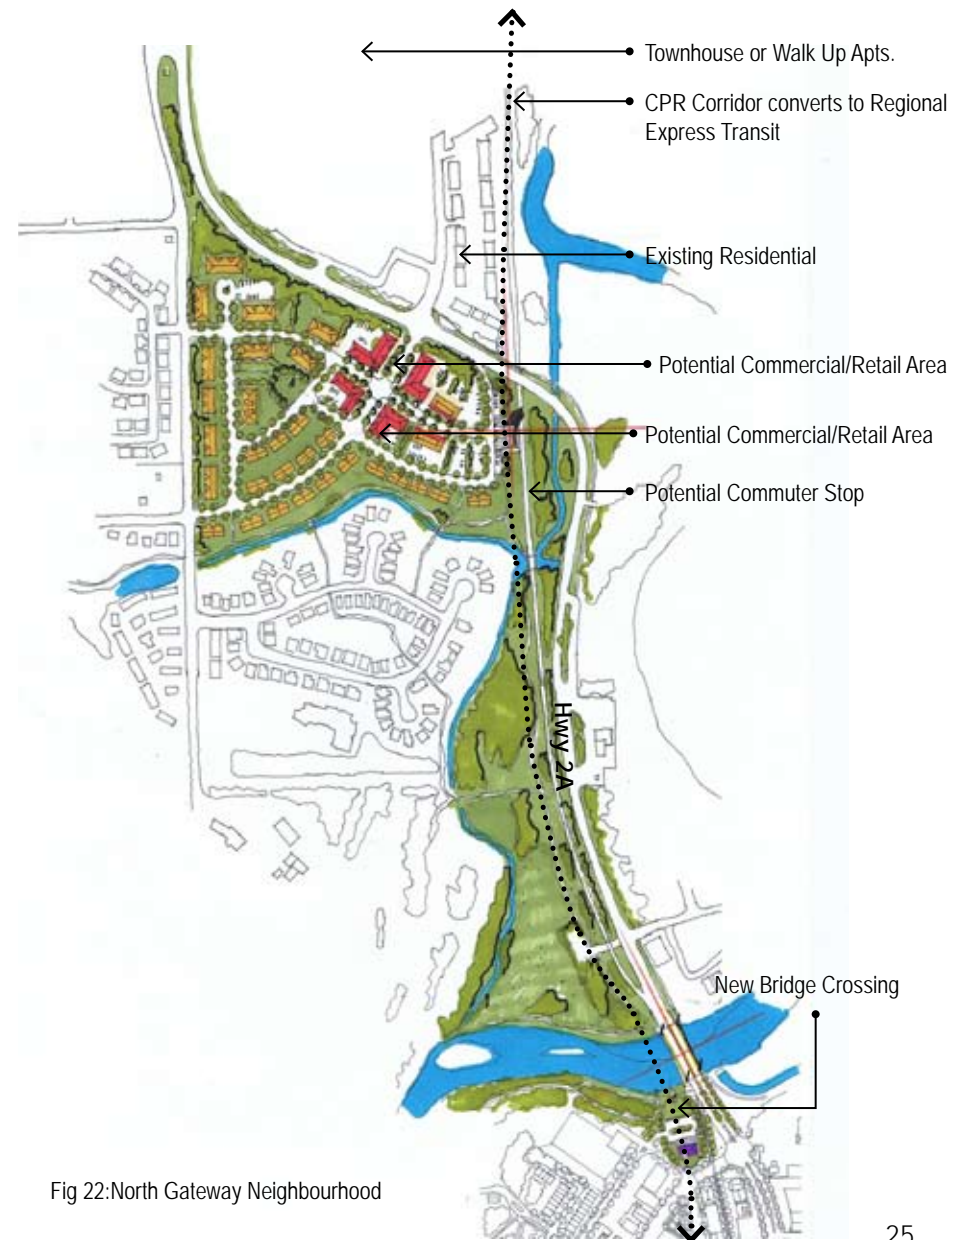 Townhouse or Walk Up Apts.
CPR Corridor converts to Regional
Express Transit
Existing Residential
Potential Commercial/Retail Area
Potential Commercial/Retail Area
Potential Commuter Stop
Hwy 2A
New Bridge Crossing
Fig 22:North Gateway Neighbourhood
25